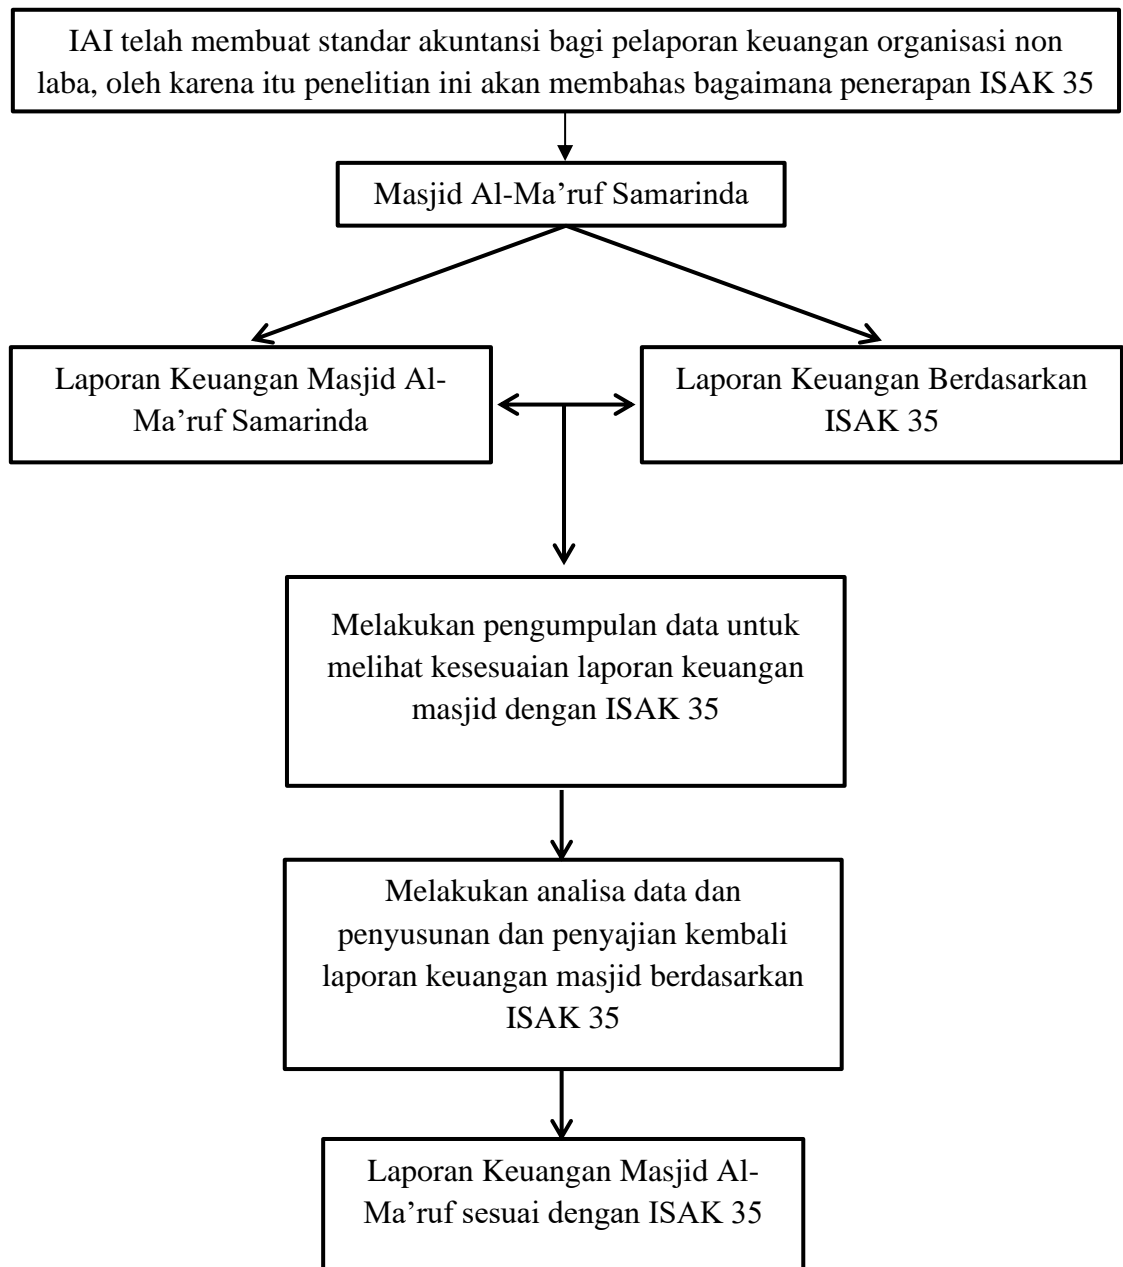 IAI telah membuat standar akuntansi bagi pelaporan keuangan organisasi non
laba, oleh karena itu penelitian ini akan membahas bagaimana penerapan ISAK 35
Masjid Al-Ma’ruf Samarinda
Laporan Keuangan Masjid Al-
Ma’ruf Samarinda
Laporan Keuangan Berdasarkan
ISAK 35
Melakukan pengumpulan data untuk
melihat kesesuaian laporan keuangan
masjid dengan ISAK 35
Melakukan analisa data dan
penyusunan dan penyajian kembali
laporan keuangan masjid berdasarkan
ISAK 35
Laporan Keuangan Masjid Al-
Ma’ruf sesuai dengan ISAK 35